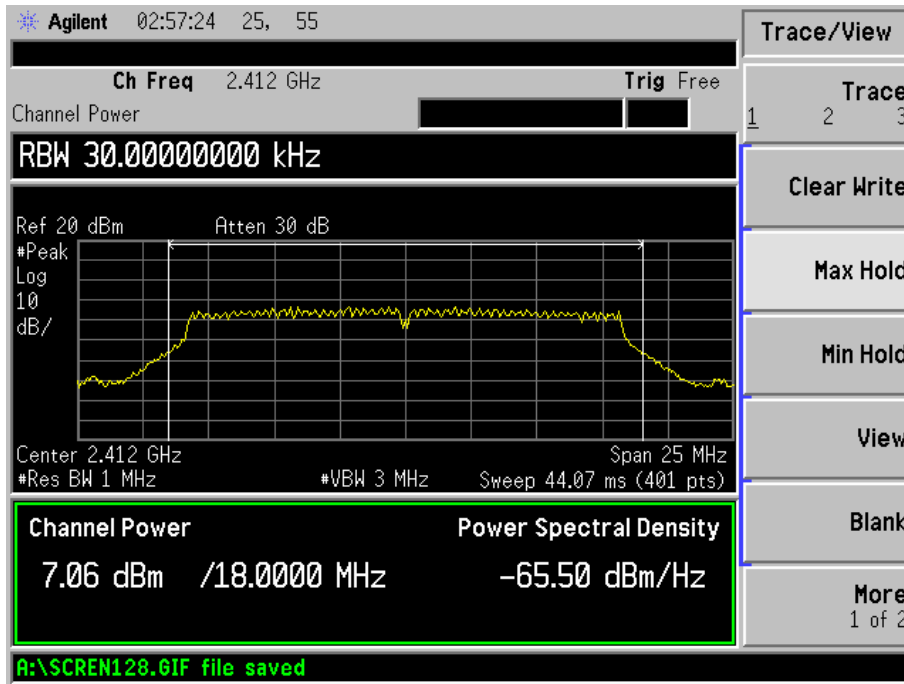 Agilent 02:57:24 25, 55
Trace/View
Ch Freq 2.412 GHz Trig Free
Channel Power
Trace
1 2 3
RBW 30.00000000 kHz
Clear Write
Ref 20 dBm Atten 30 dB
#Peak
Log
10
dB/
Max Hold
Min Hold
View
Center 2.412 GHz Span 25 MHz
#Res BW 1 MHz #VBW 3 MHz Sweep 44.07 ms (401 pts)
Channel Power Power Spectral Density
Blank
7.06 dBm /18.0000 MHz -65.50 dBm/Hz
More
1 of 2
A:\SCREN128.GIF file saved